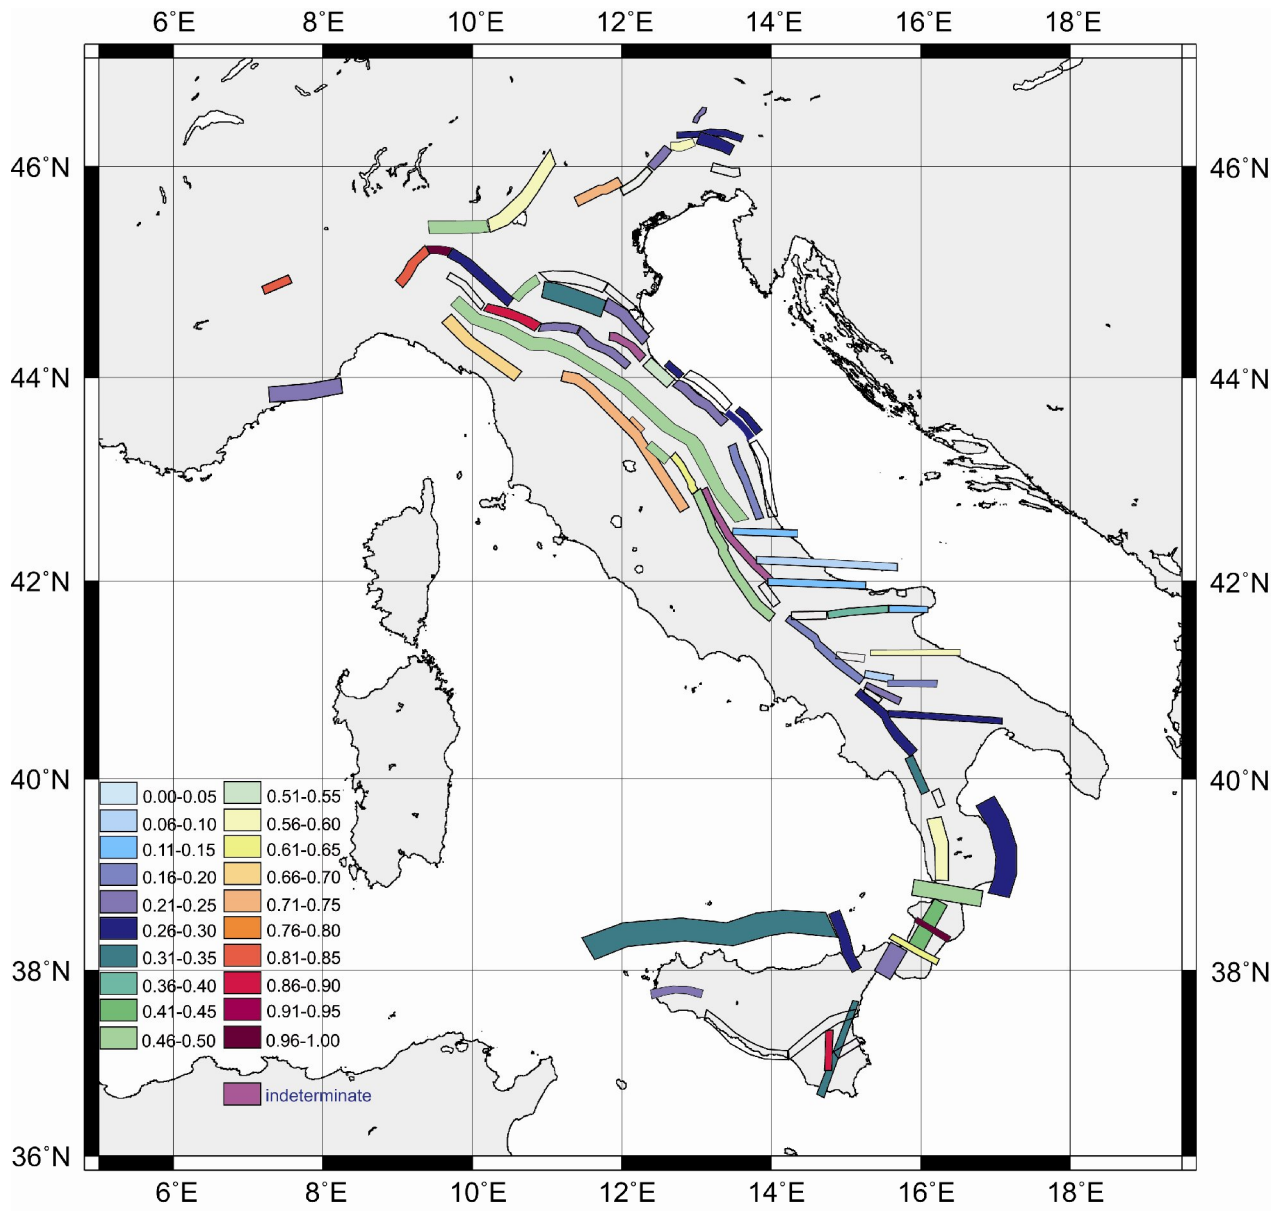 6°E 8°E 10°E 12°E 14°E 16°E 18°E
46°N 46°N
44°N 44°N
42°N 42°N
40°N 40°N
0.00-0.05 0.51-0.55
0.06-0.10 0.56-0.60
0.11-0.15 0.61-0.65
0.16-0.20 0.66-0.70
0.21-0.25 0.71-0.75
0.26-0.30 0.76-0.80
0.31-0.35 0.81-0.85
38°N 38°N
0.36-0.40 0.86-0.90
0.41-0.45 0.91-0.95
0.46-0.50 0.96-1.00
indeterminate
36°N 36°N
6°E 8°E 10°E 12°E 14°E 16°E 18°E